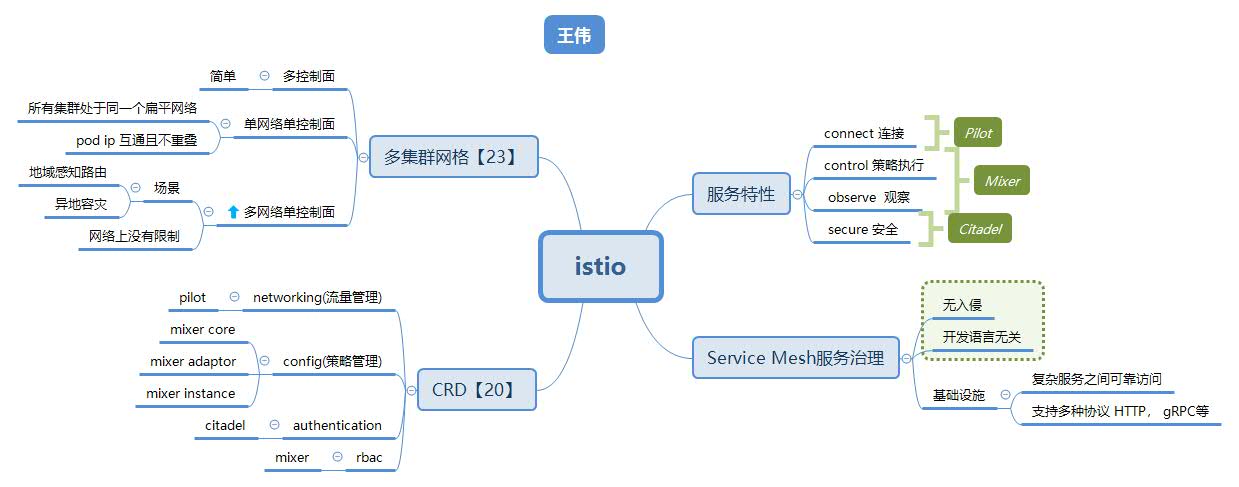 王伟
简单
多控制面
所有集群处于同一个扁平网络
单网络单控制面
pod ip 互通且不重叠
多集群网格【23】
地域感知路由
场景
异地容灾
多网络单控制面
网络上没有限制
connect 连接
Pilot
control 策略执行
Mixer
服务特性
observe 观察
secure 安全
Citadel
istio
pilot
networking(流量管理)
mixer core
mixer adaptor
config(策略管理)
mixer instance
CRD【20】
citadel
authentication
mixer
rbac
无入侵
开发语言无关
Service Mesh服务治理
复杂服务之间可靠访问
基础设施
支持多种协议 HTTP， gRPC等